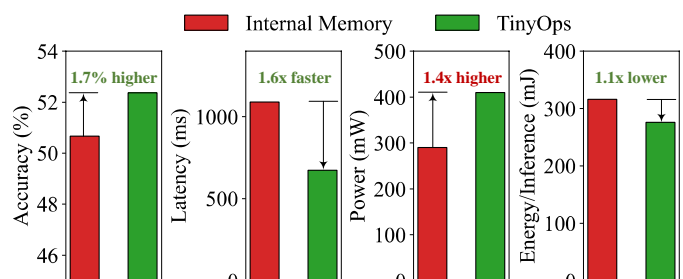 Internal Memory TinyOps
Accuracy (%)
54
52
50
48
46
1.7% higher
Latency (ms)
1000
500
0
1.6x faster
Power (mW)
500
400
300
200
100
0
1.4x higher
Energy/Inference (mJ)
400
300
200
100
0
1.1x lower